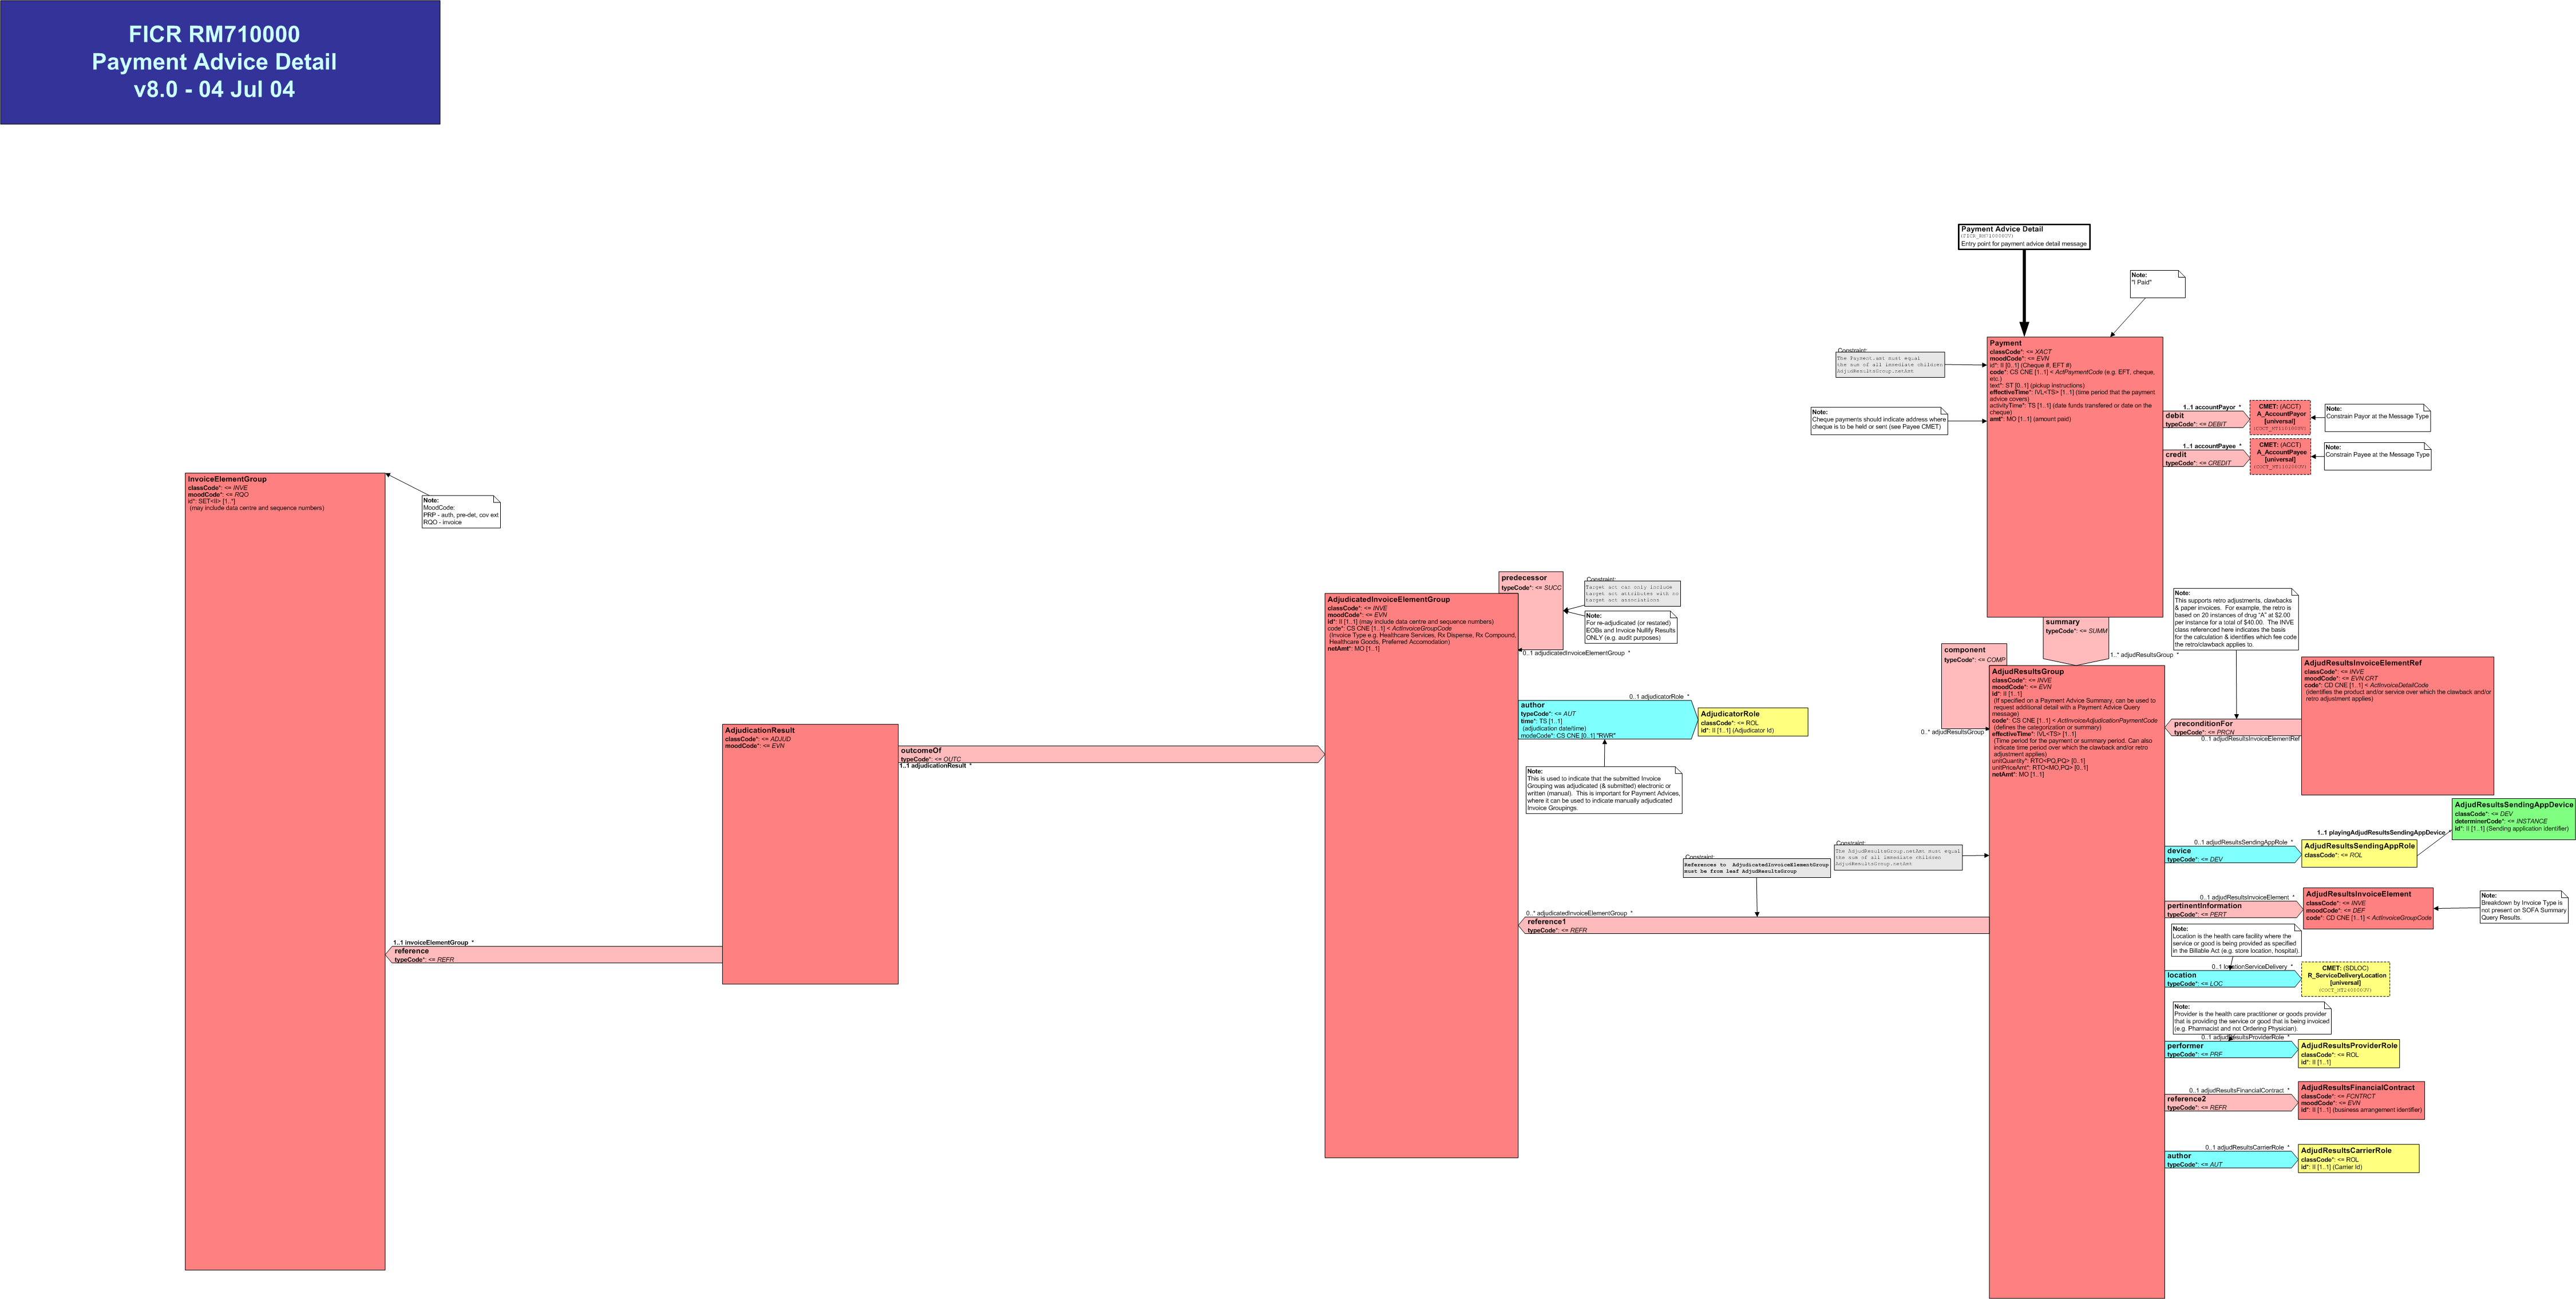 FICR RM710000
Payment Advice Detail
v8.0 - 04 Jul 04
Payment Advice Detail
(FICR_RM710000UV)
Entry point for payment advice detail message
Note:
"I Paid"
Constraint:
The Payment.amt must equal
the sum of all immediate children
AdjudResultsGroup.netAmt
Note:
Cheque payments should indicate address where
cheque is to be held or sent (see Payee CMET)
Payment
classCode*: <= XACT
moodCode*: <= EVN
id*: II [0..1] (Cheque #, EFT #)
code*: CS CNE [1..1] < ActPaymentCode (e.g. EFT, cheque,
etc.)
text*: ST [0..1] (pickup instructions)
effectiveTime*: IVL<TS> [1..1] (time period that the payment
advice covers)
activityTime*: TS [1..1] (date funds transfered or date on the
cheque)
amt*: MO [1..1] (amount paid)
1..1 accountPayor *
debit
typeCode*: <= DEBIT
CMET: (ACCT)
A_AccountPayor
[universal]
Note:
Constrain Payor at the Message Type
1..1 accountPayee *
credit
typeCode*: <= CREDIT
CMET: (ACCT)
A_AccountPayee
[universal]
Note:
Constrain Payee at the Message Type
InvoiceElementGroup
classCode*: <= INVE
moodCode*: <= RQO
id*: SET<II> [1..*]
(may include data centre and sequence numbers)
Note:
MoodCode:
PRP - auth, pre-det, cov ext
RQO - invoice
predecessor
typeCode*: <= SUCC
Constraint:
Target act can only include
target act attributes with no
target act associations
Note:
For re-adjudicated (or restated)
EOBs and Invoice Nullify Results
ONLY (e.g. audit purposes)
0..1 adjudicatedInvoiceElementGroup *
AdjudicatedInvoiceElementGroup
classCode*: <= INVE
moodCode*: <= EVN
id*: II [1..1] (may include data centre and sequence numbers)
code*: CS CNE [1..1] < ActInvoiceGroupCode
(Invoice Type e.g. Healthcare Services, Rx Dispense, Rx Compound,
Healthcare Goods, Preferred Accomodation)
netAmt*: MO [1..1]
summary
typeCode*: <= SUMM
1..* adjudResultsGroup *
Note:
This supports retro adjustments, clawbacks
& paper invoices. For example, the retro is
based on 20 instances of drug 'A" at $2.00
per instance for a total of $40.00. The INVE
class referenced here indicates the basis
for the calculation & identifies which fee code
the retro/clawback applies to.
component
typeCode*: <= COMP
0..* adjudResultsGroup *
AdjudResultsGroup
classCode*: <= INVE
moodCode*: <= EVN
id*: II [1..1]
(If specified on a Payment Advice Summary, can be used to
request additional detail with a Payment Advice Query
message)
code*: CS CNE [1..1] < ActInvoiceAdjudicationPaymentCode
(defines the categorization or summary)
effectiveTime*: IVL<TS> [1..1]
(Time period for the payment or summary period. Can also
indicate time period over which the clawback and/or retro
adjustment applies)
unitQuantity*: RTO<PQ,PQ> [0..1]
unitPriceAmt*: RTO<MO,PQ> [0..1]
netAmt*: MO [1..1]
AdjudResultsInvoiceElementRef
classCode*: <= INVE
moodCode*: <= EVN.CRT
code*: CD CNE [1..1] < ActInvoiceDetailCode
(identifies the product and/or service over which the clawback and/or
retro adjustment applies)
preconditionFor
typeCode*: <= PRCN
0..1 adjudResultsInvoiceElementRef
0..1 adjudicatorRole *
author
typeCode*: <= AUT
time*: TS [1..1]
(adjudication date/time)
modeCode*: CS CNE [0..1] "RWR"
AdjudicatorRole
classCode*: <= ROL
id*: II [1..1] (Adjudicator Id)
Note:
This is used to indicate that the submitted Invoice
Grouping was adjudicated (& submitted) electronic or
written (manual). This is important for Payment Advices,
where it can be used to indicate manually adjudicated
Invoice Groupings.
AdjudicationResult
classCode*: <= ADJUD
moodCode*: <= EVN
outcomeOf
typeCode*: <= OUTC
1..1 adjudicationResult *
Constraint:
References to AdjudicatedInvoiceElementGroup
must be from leaf AdjudResultsGroup
Constraint:
The AdjudResultsGroup.netAmt must equal
the sum of all immediate children
AdjudResultsGroup.netAmt
AdjudResultsSendingAppDevice
classCode*: <= DEV
determinerCode*: <= INSTANCE
id*: II [1..1] (Sending application identifier)
1..1 playingAdjudResultsSendingAppDevice
0..1 adjudResultsSendingAppRole *
device
typeCode*: <= DEV
AdjudResultsSendingAppRole
classCode*: <= ROL
0..1 adjudResultsInvoiceElement *
pertinentInformation
typeCode*: <= PERT
AdjudResultsInvoiceElement
classCode*: <= INVE
moodCode*: <= DEF
code*: CD CNE [1..1] < ActInvoiceGroupCode
Note:
Breakdown by Invoice Type is
not present on SOFA Summary
Query Results.
0..* adjudicatedInvoiceElementGroup *
reference1
typeCode*: <= REFR
1..1 invoiceElementGroup *
reference
typeCode*: <= REFR
Note:
Location is the health care facility where the
service or good is being provided as specified
in the Billable Act (e.g. store location, hospital).
0..1 locationServiceDelivery *
location
typeCode*: <= LOC
CMET: (SDLOC)
R_ServiceDeliveryLocation
[universal]
Note:
Provider is the health care practitioner or goods provider
that is providing the service or good that is being invoiced
(e.g. Pharmacist and not Ordering Physician).
0..1 adjudResultsProviderRole *
performer
typeCode*: <= PRF
AdjudResultsProviderRole
classCode*: <= ROL
id*: II [1..1]
0..1 adjudResultsFinancialContract *
reference2
typeCode*: <= REFR
AdjudResultsFinancialContract
classCode*: <= FCNTRCT
moodCode*: <= EVN
id*: II [1..1] (business arrangement identifier)
0..1 adjudResultsCarrierRole *
author
typeCode*: <= AUT
AdjudResultsCarrierRole
classCode*: <= ROL
id*: II [1..1] (Carrier Id)